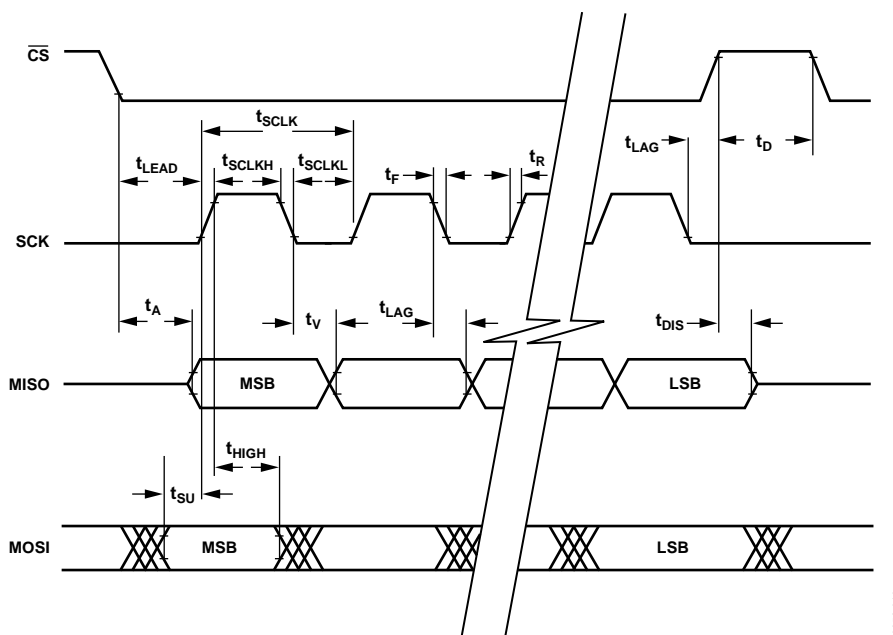 CS
tSCLK
tLEAD
tSCLKH
tSCLKL
tF
tR
tLAG
tD
SCK
tA
tV
tLAG
tDIS
MISO
MSB
LSB
tHIGH
tSU
MOSI
MSB
LSB